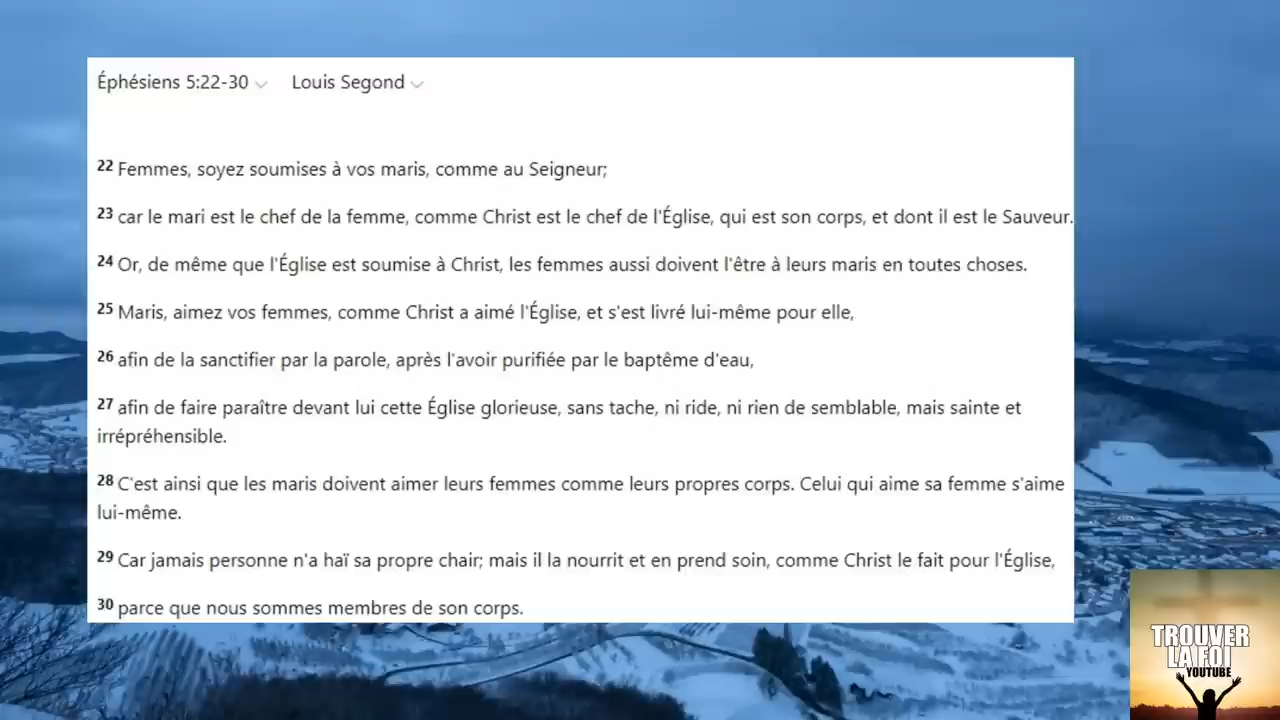 Éphésiens 5:22-30 Louis Segond
22 Femmes, soyez soumises à vos maris, comme au Seigneur;
23 car le mari est le chef de la femme, comme Christ est le chef de l'Église, qui est son corps, et dont il est le Sauveur.
24 Or, de même que l'Église est soumise à Christ, les femmes aussi doivent l'être à leurs maris en toutes choses.
25 Maris, aimez vos femmes, comme Christ a aimé l'Église, et s'est livré lui-même pour elle,
26 afin de la sanctifier par la parole, après l'avoir purifiée par le baptême d'eau,
27 afin de faire paraître devant lui cette Église glorieuse, sans tache, ni ride, ni rien de semblable, mais sainte et
irrépréhensible.
28 C'est ainsi que les maris doivent aimer leurs femmes comme leurs propres corps. Celui qui aime sa femme s'aime
lui-même.
29 Car jamais personne n'a haï sa propre chair; mais il la nourrit et en prend soin, comme Christ le fait pour l'Église,
30 parce que nous sommes membres de son corps.
TROUVER
LA FOI
YOUTUBE